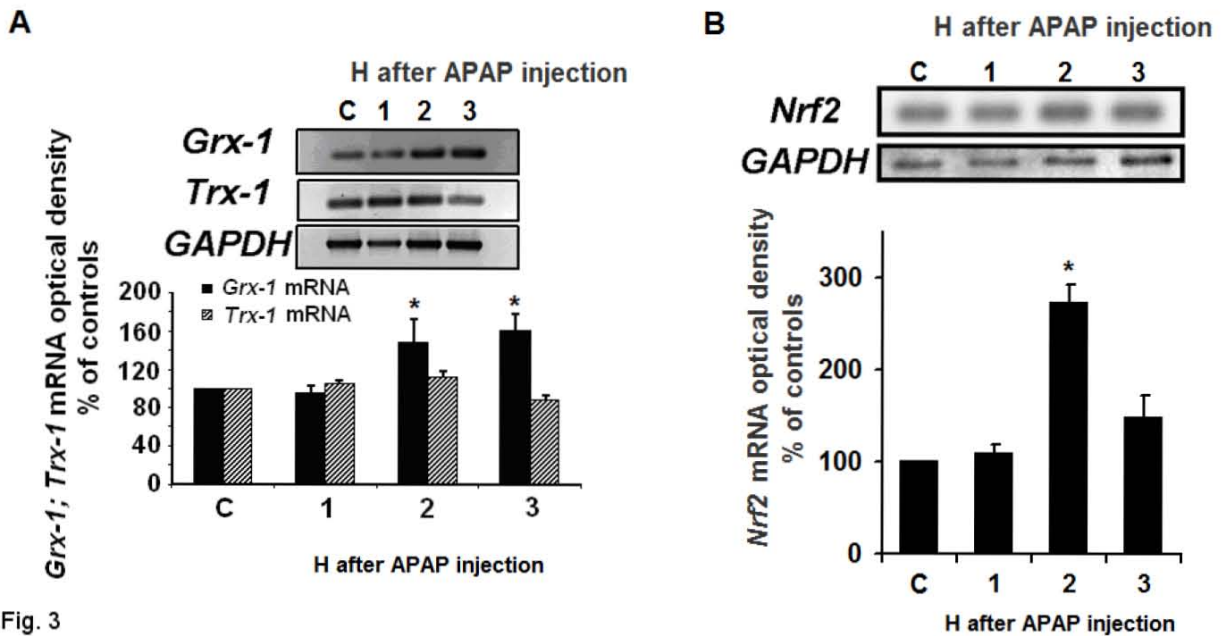 A
H after APAP injection
C 1 2 3
Grx-1
Trx-1
GAPDH
Grx-1; Trx-1 mRNA optical density
% of controls
200
160
120
80
40
0
Grx-1 mRNA
Trx-1 mRNA
* *
C 1 2 3
H after APAP injection
B
H after APAP injection
C 1 2 3
Nrf2
GAPDH
Nrf2 mRNA optical density
% of controls
300
200
100
0
*
C 1 2 3
H after APAP injection
Fig. 3